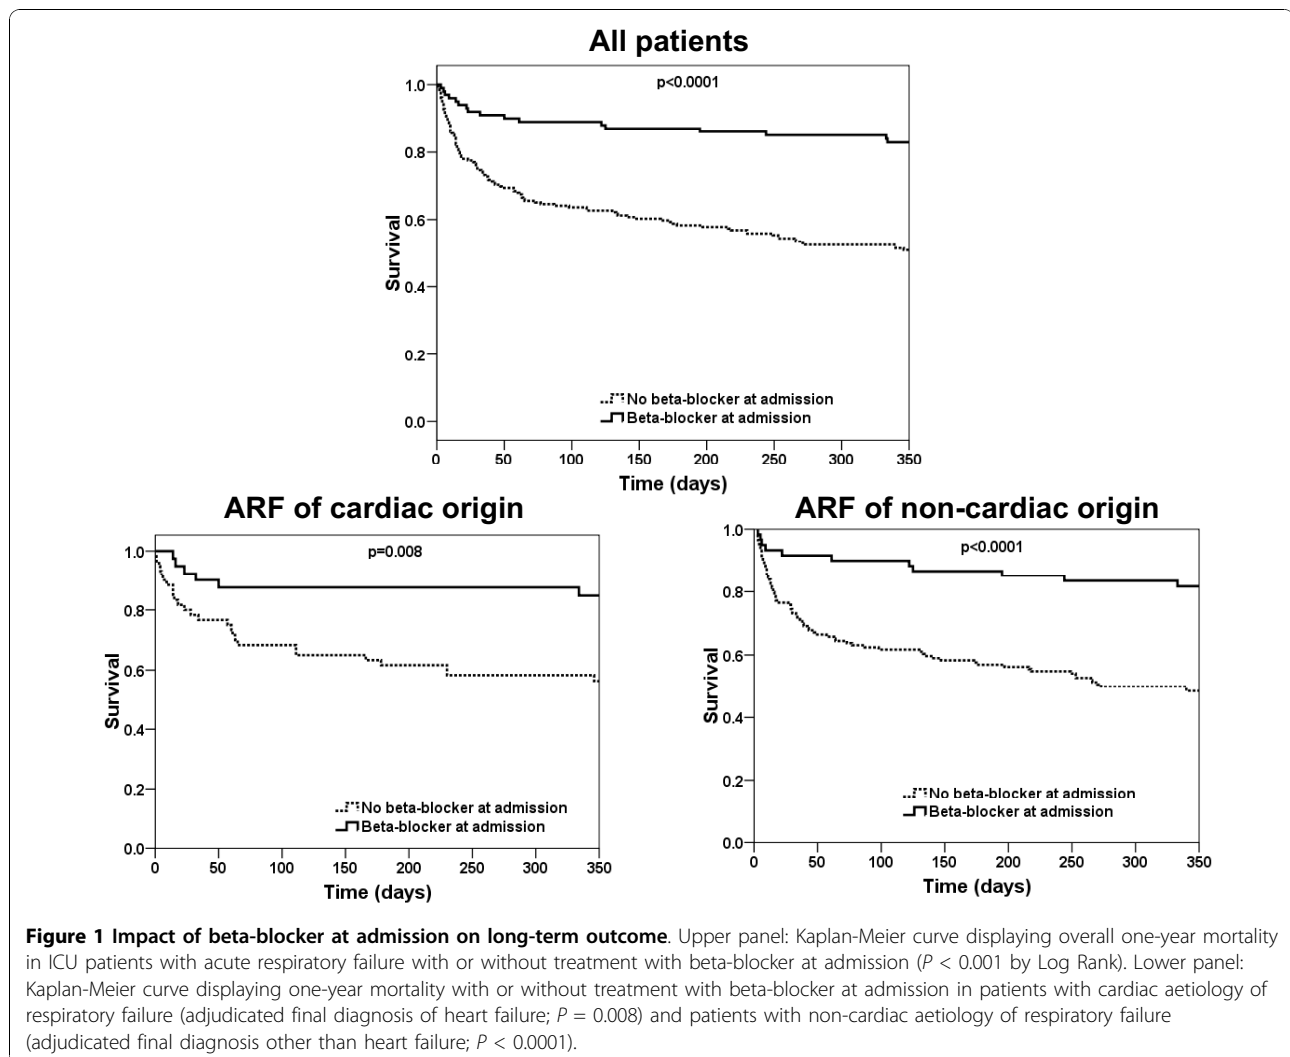 All patients
p<0.0001
1.0
0.8
0.6
0.4
0.2
0.0
Survival
No beta-blocker at admission
Beta-blocker at admission
0 50 100 150 200 250 300 350
Time (days)
ARF of cardiac origin
p=0.008
1.0
0.8
0.6
0.4
0.2
0.0
Survival
No beta-blocker at admission
Beta-blocker at admission
0 50 100 150 200 250 300 350
Time (days)
ARF of non-cardiac origin
p<0.0001
1.0
0.8
0.6
0.4
0.2
0.0
Survival
No beta-blocker at admission
Beta-blocker at admission
0 50 100 150 200 250 300 350
Time (days)
Figure 1 Impact of beta-blocker at admission on long-term outcome. Upper panel: Kaplan-Meier curve displaying overall one-year mortality
in ICU patients with acute respiratory failure with or without treatment with beta-blocker at admission (P < 0.001 by Log Rank). Lower panel:
Kaplan-Meier curve displaying one-year mortality with or without treatment with beta-blocker at admission in patients with cardiac aetiology of
respiratory failure (adjudicated final diagnosis of heart failure; P = 0.008) and patients with non-cardiac aetiology of respiratory failure
(adjudicated final diagnosis other than heart failure; P < 0.0001).